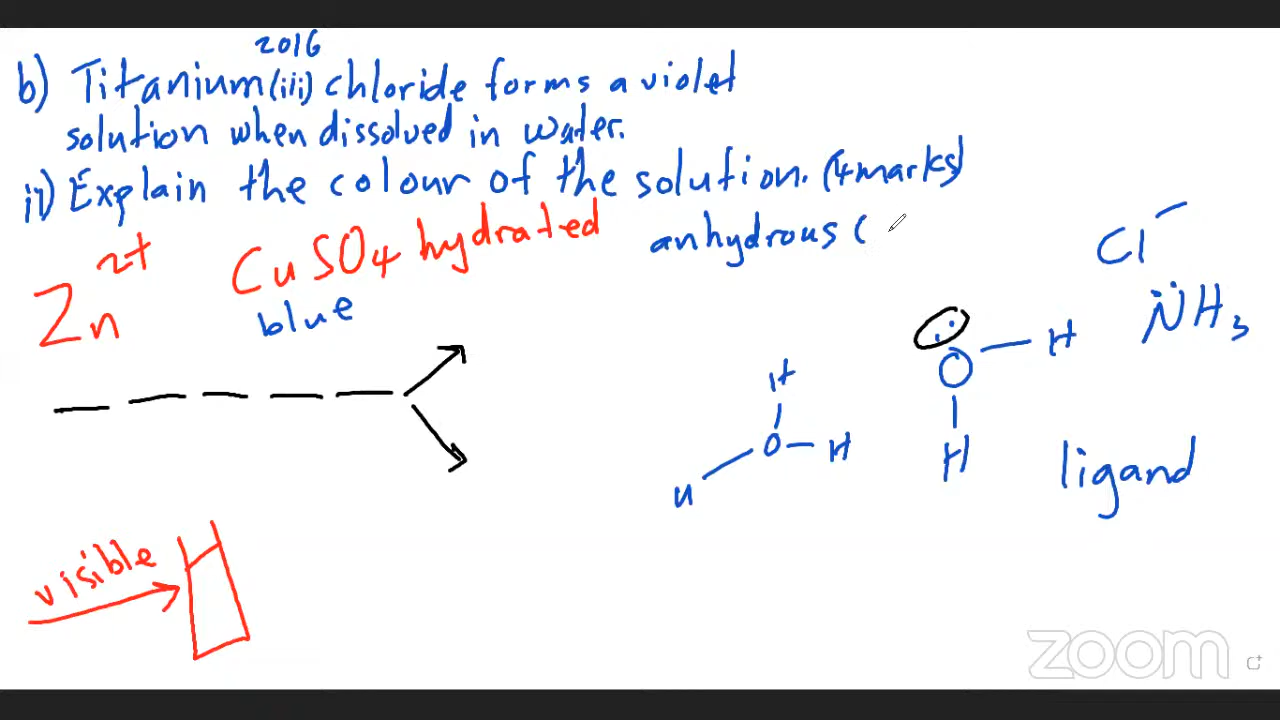 2016
b) Titanium(iii) chloride forms a violet
solution when dissolved in water.
iv) Explain the colour of the solution. (4marks)
Zn2+
CuSO4 hydrated
blue
anhydrous (
Cl-
NH3
O H
H
H
O H
H
ligand
visible
zoom